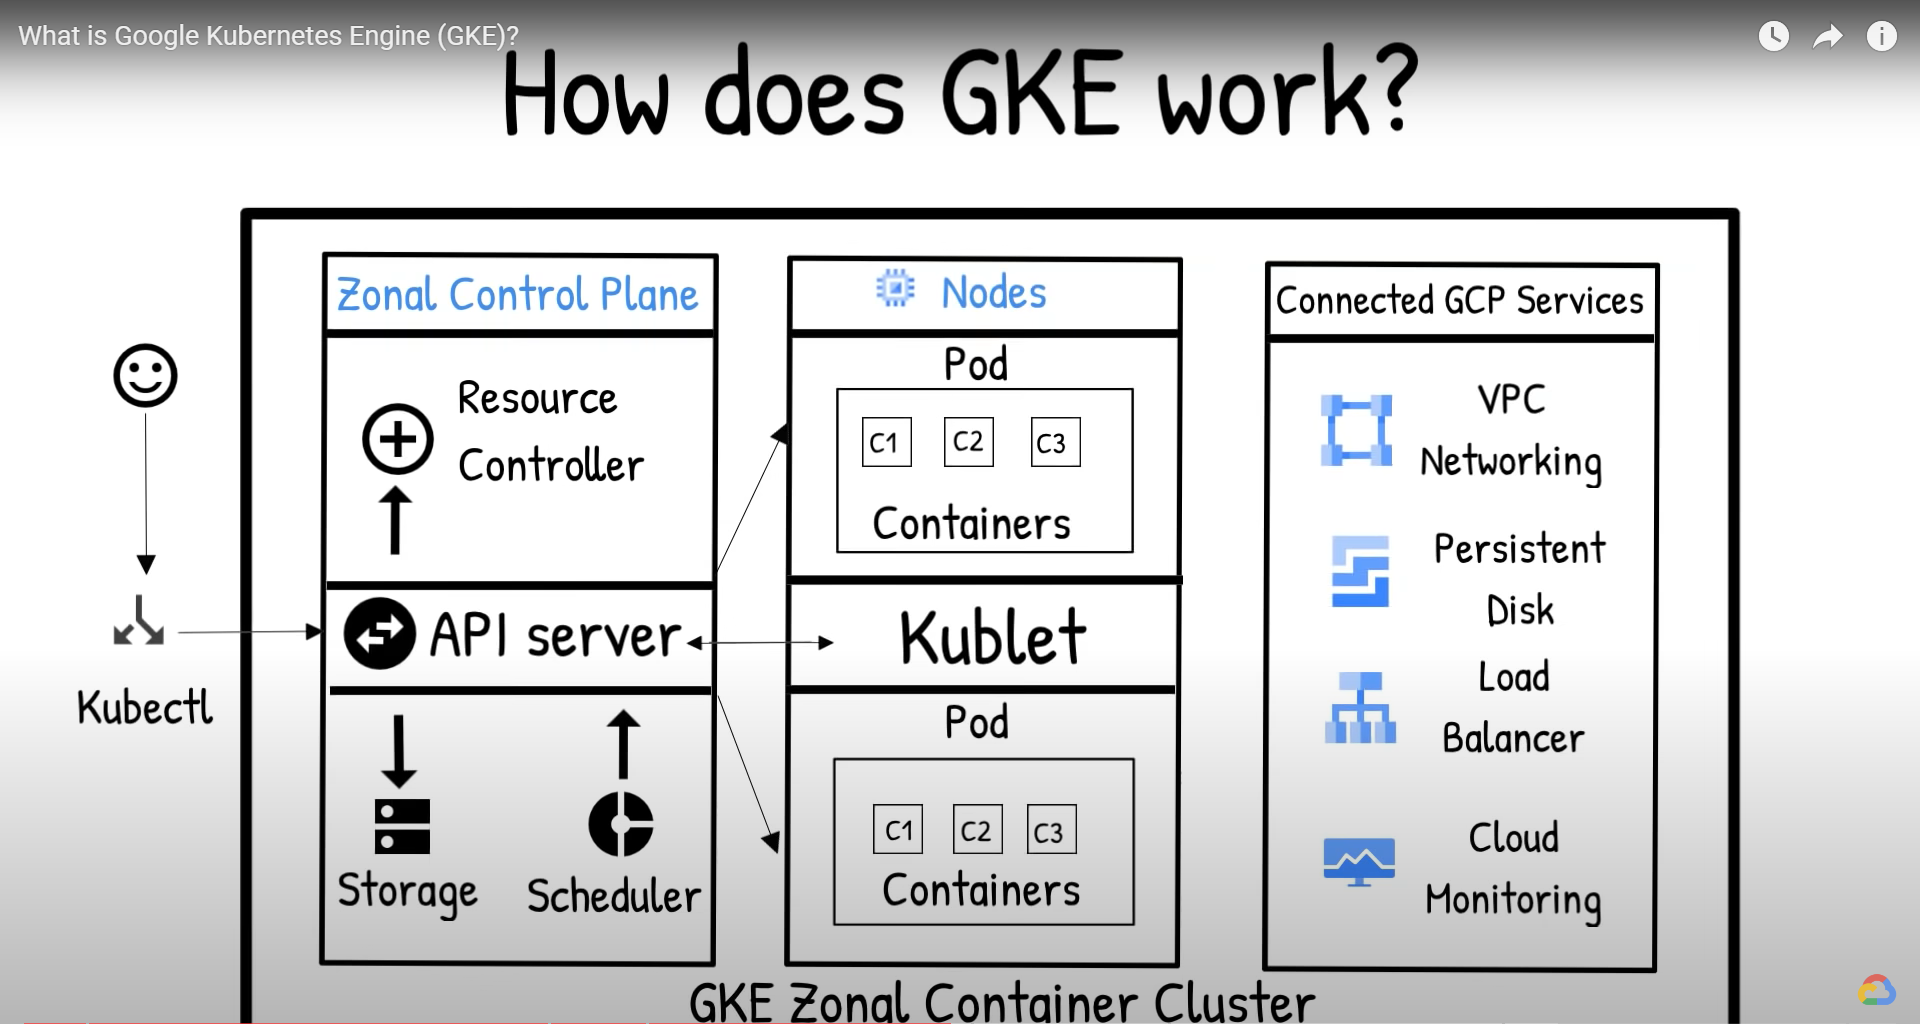 What is Google Kubernetes Engine (GKE)?
How does GKE work?
Zonal Control Plane
Resource
Controller
API server
Storage
Scheduler
Kubectl
Nodes
Pod
C1
C2
C3
Containers
Kublet
Pod
C1
C2
C3
Containers
Connected GCP Services
VPC
Networking
Persistent
Disk
Load
Balancer
Cloud
Monitoring
GKE Zonal Container Cluster